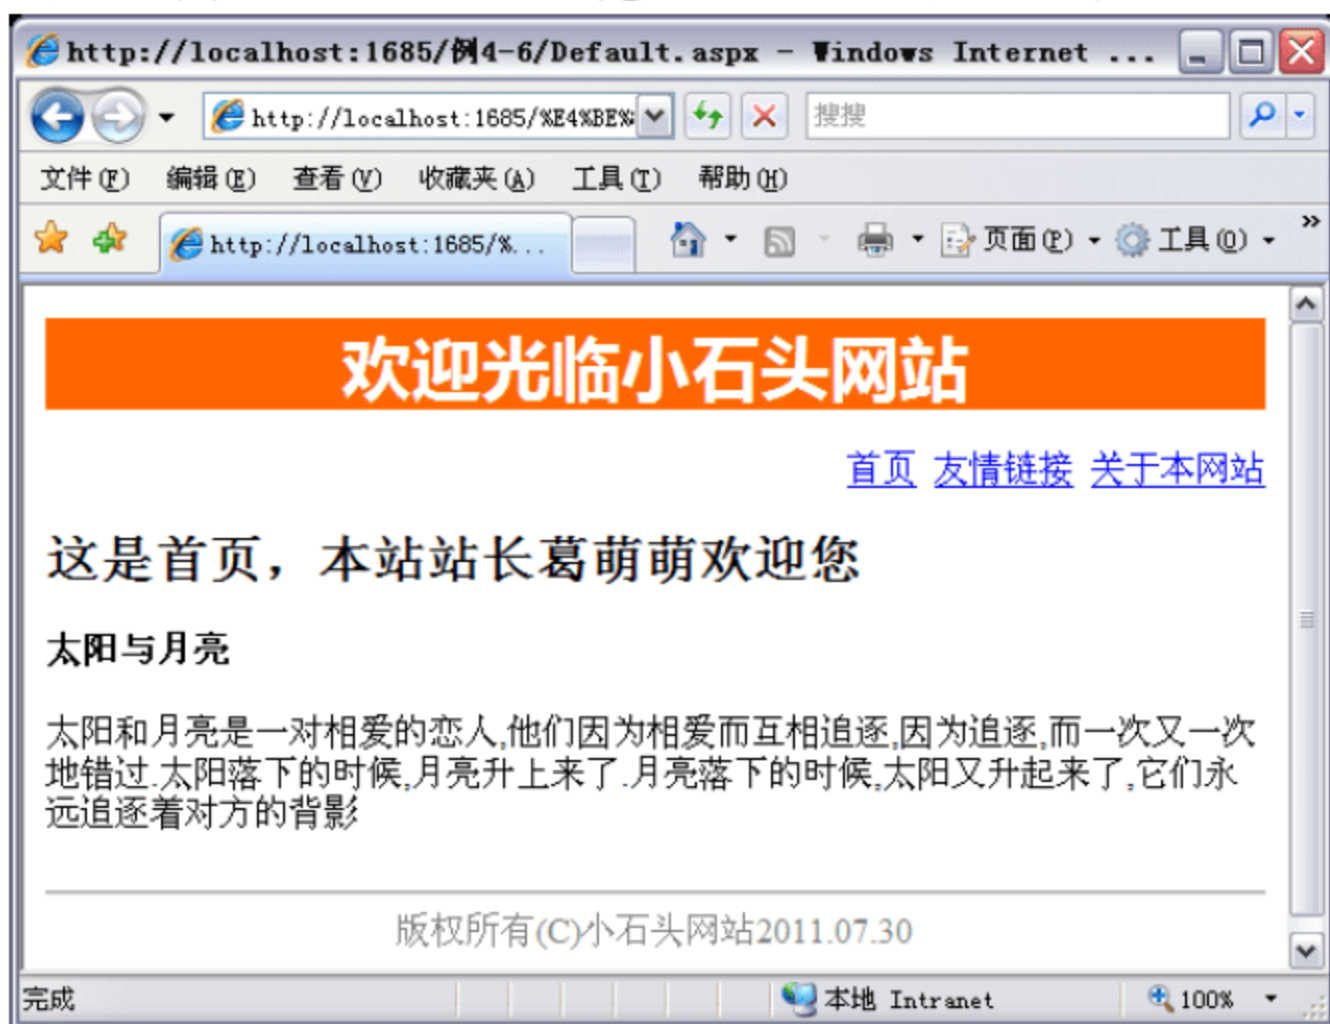 http://localhost:1685/例4-6/Default.aspx - Windows Internet ...
http://localhost:1685/%E4%BE% 搜搜
文件(F) 编辑(E) 查看(V) 收藏夹(A) 工具(T) 帮助(H)
http://localhost:1685/%... 页面(P) 工具(O) »
欢迎光临小石头网站
首页 友情链接 关于本网站
这是首页，本站站长葛萌萌欢迎您
太阳与月亮
太阳和月亮是一对相爱的恋人,他们因为相爱而互相追逐,因为追逐,而一次又一次
地错过.太阳落下的时候,月亮升上来了.月亮落下的时候,太阳又升起来了,它们永
远追逐着对方的背影
版权所有(C)小石头网站2011.07.30
完成 本地 Intranet 100%